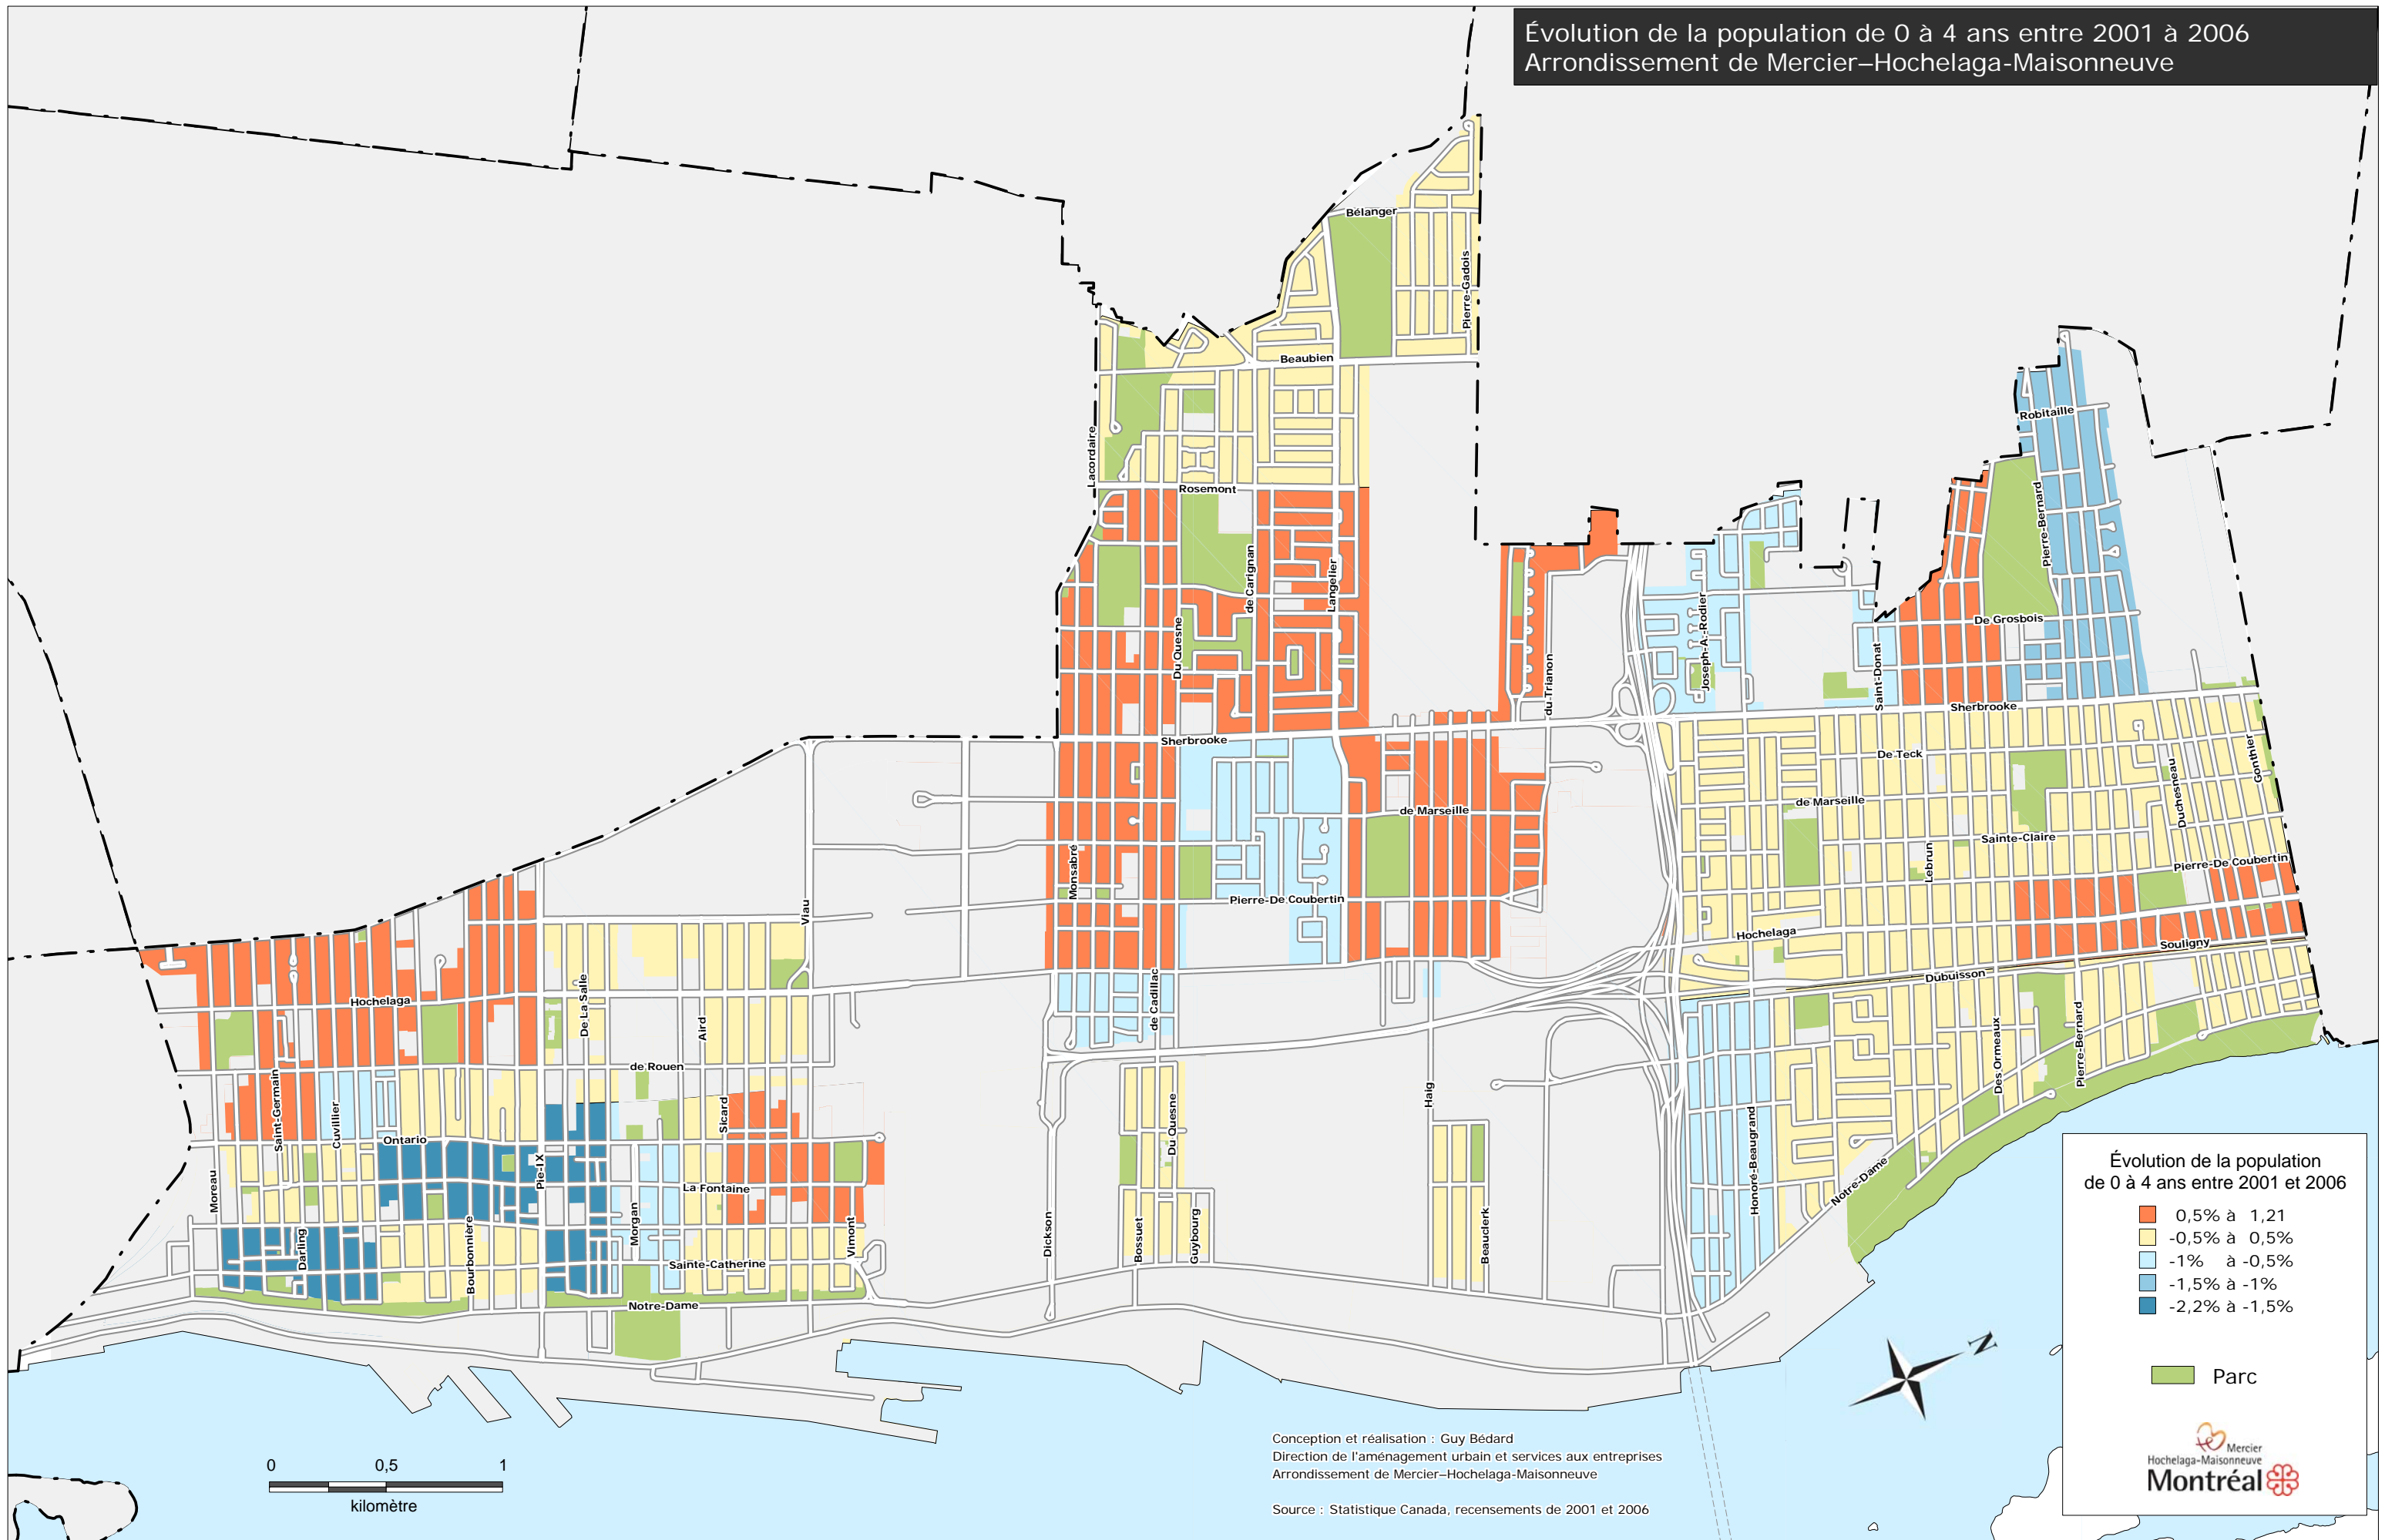 Évolution de la population de 0 à 4 ans entre 2001 à 2006
Arrondissement de Mercier–Hochelaga-Maisonneuve
Bélanger
Pierre-Gadois
Beaubien
Lacordaire
Rosemont
de Carignan
Langelier
Du Quesne
Sherbrooke
du Trianon
Joseph-A.-Rodier
Saint-Donat
Robitaille
Pierre-Bernard
De Grosbois
Sherbrooke
De Teck
Gonthier
Duchesneau
de Marseille
de Marseille
Sainte-Claire
Lebrun
Pierre-De Coubertin
Monsabré
Pierre-De Coubertin
Viau
Hochelaga
Souligny
Dubuisson
Hochelaga
De La Salle
Aird
de Cadillac
de Rouen
Saint-Germain
Cuvillier
Sicard
Ontario
Du Quesne
Haig
Des Ormeaux
Pierre-Bernard
Honoré-Beaugrand
Notre-Dame
Moreau
Pie-IX
La Fontaine
Morgan
Darling
Bourbonnière
Vimont
Sainte-Catherine
Dickson
Bossuet
Guybourg
Beauclerk
Notre-Dame
Évolution de la population
de 0 à 4 ans entre 2001 et 2006
0,5% à 1,21
-0,5% à 0,5%
-1% à -0,5%
-1,5% à -1%
-2,2% à -1,5%
Parc
Mercier
Hochelaga-Maisonneuve
Montréal
N
0 0,5 1
kilomètre
Conception et réalisation : Guy Bédard
Direction de l'aménagement urbain et services aux entreprises
Arrondissement de Mercier–Hochelaga-Maisonneuve
Source : Statistique Canada, recensements de 2001 et 2006